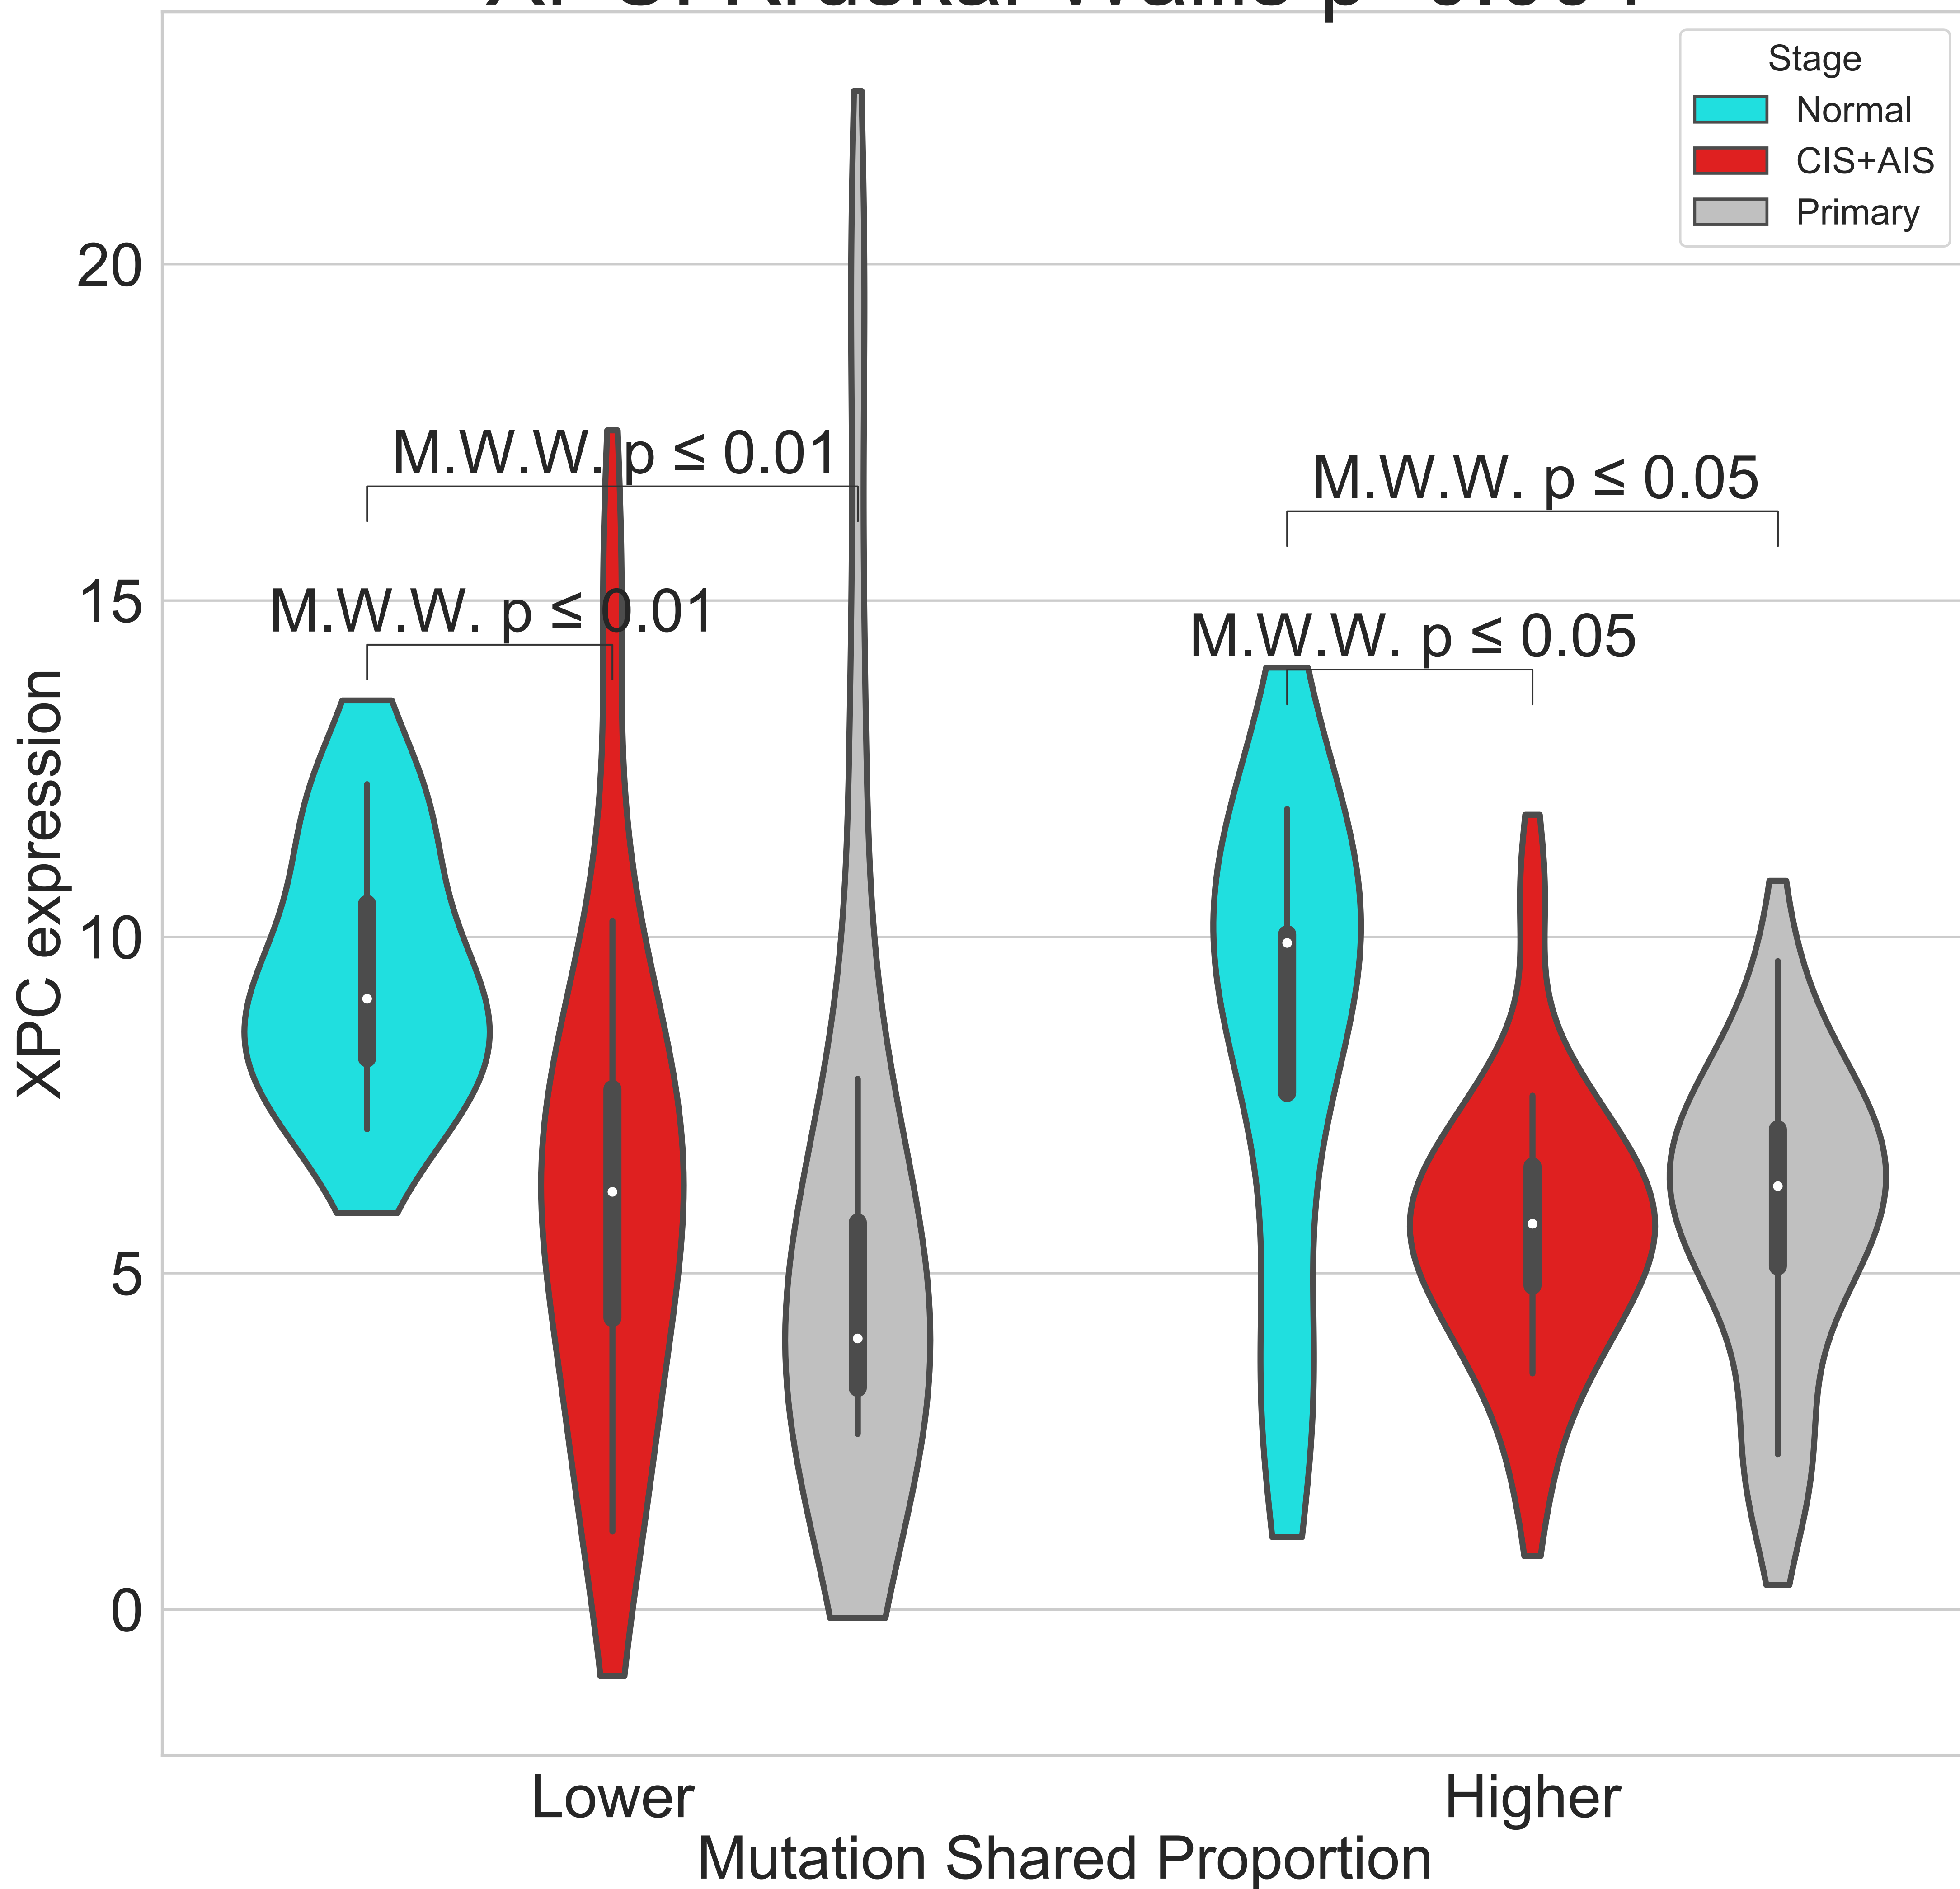 Stage
Normal
CIS+AIS
Primary
20
15
10
5
0
XPC expression
M.W.W. p ≤ 0.01
M.W.W. p ≤ 0.01
M.W.W. p ≤ 0.05
M.W.W. p ≤ 0.05
Lower
Higher
Mutation Shared Proportion